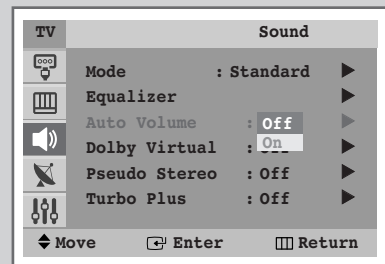 TV Sound
Mode : Standard
Equalizer
Auto Volume : Off
On
Dolby Virtual :
Pseudo Stereo : Off
Turbo Plus : Off
Move Enter Return